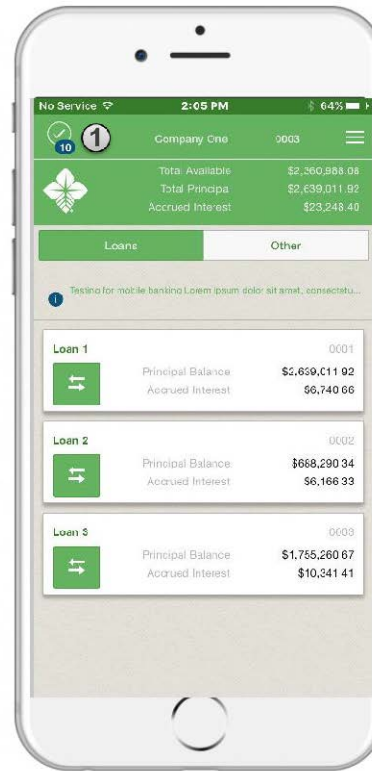 No Service 2:05 PM 64%
10 1 Company One 0003
Total Available $2,360,988.08
Total Principa $2,639,011.92
Accrued Interest $23,248.40
Loans Other
i Testing for mobile banking Lorem ipsum dolor sit amet, consectetu...
Loan 1 0001
Principal Balance $2,639,011 92
Accrued Interest $6,740 66
Loan 2 0002
Principal Balance $688,290 34
Accrued Interest $6,166 33
Loan 3 0003
Principal Balance $1,755,260 67
Accrued Interest $10,341 41